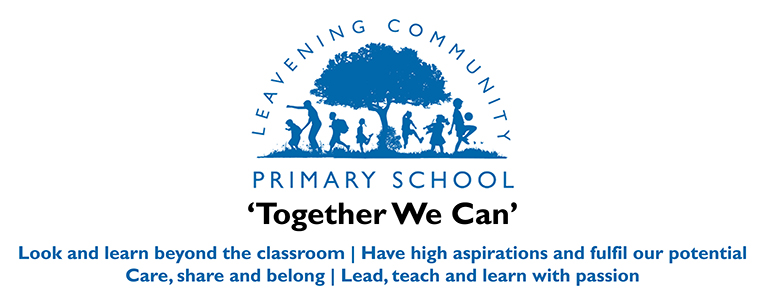 LEAVENING COMMUNITY
PRIMARY SCHOOL
‘Together We Can’
Look and learn beyond the classroom | Have high aspirations and fulfil our potential
Care, share and belong | Lead, teach and learn with passion